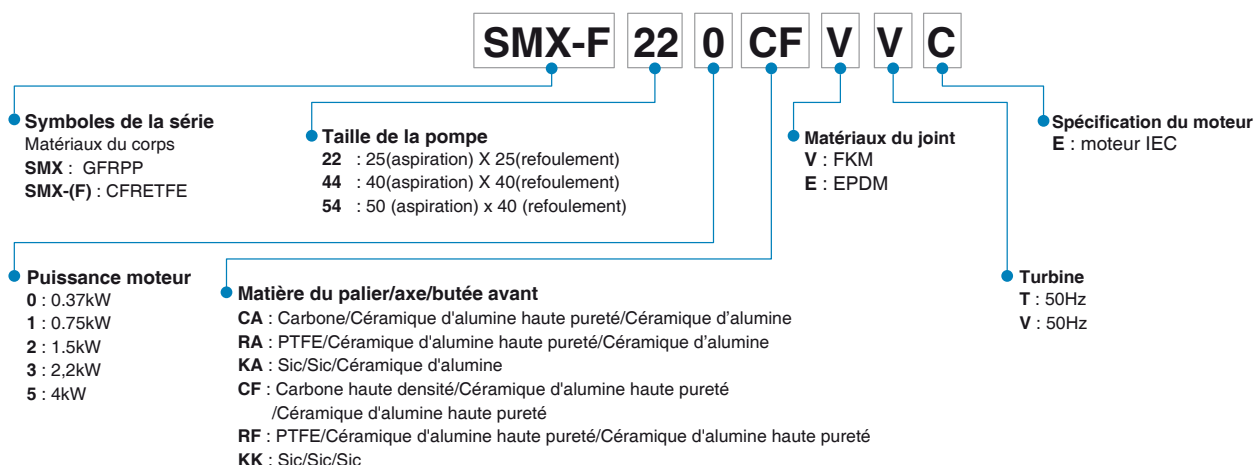 SMX-F 22 0 CF V V C
Symboles de la série
Matériaux du corps
SMX : GFRPP
SMX-(F) : CFRETFE
Taille de la pompe
22 : 25(aspiration) X 25(refoulement)
44 : 40(aspiration) X 40(refoulement)
54 : 50 (aspiration) x 40 (refoulement)
Matériaux du joint
V : FKM
E : EPDM
Spécification du moteur
E : moteur IEC
Puissance moteur
0 : 0.37kW
1 : 0.75kW
2 : 1.5kW
3 : 2,2kW
5 : 4kW
Matière du palier/axe/butée avant
CA : Carbone/Céramique d'alumine haute pureté/Céramique d’alumine
RA : PTFE/Céramique d'alumine haute pureté/Céramique d’alumine
KA : Sic/Sic/Céramique d'alumine
CF : Carbone haute densité/Céramique d'alumine haute pureté
/Céramique d'alumine haute pureté
RF : PTFE/Céramique d'alumine haute pureté/Céramique d'alumine haute pureté
KK : Sic/Sic/Sic
Turbine
T : 50Hz
V : 50Hz